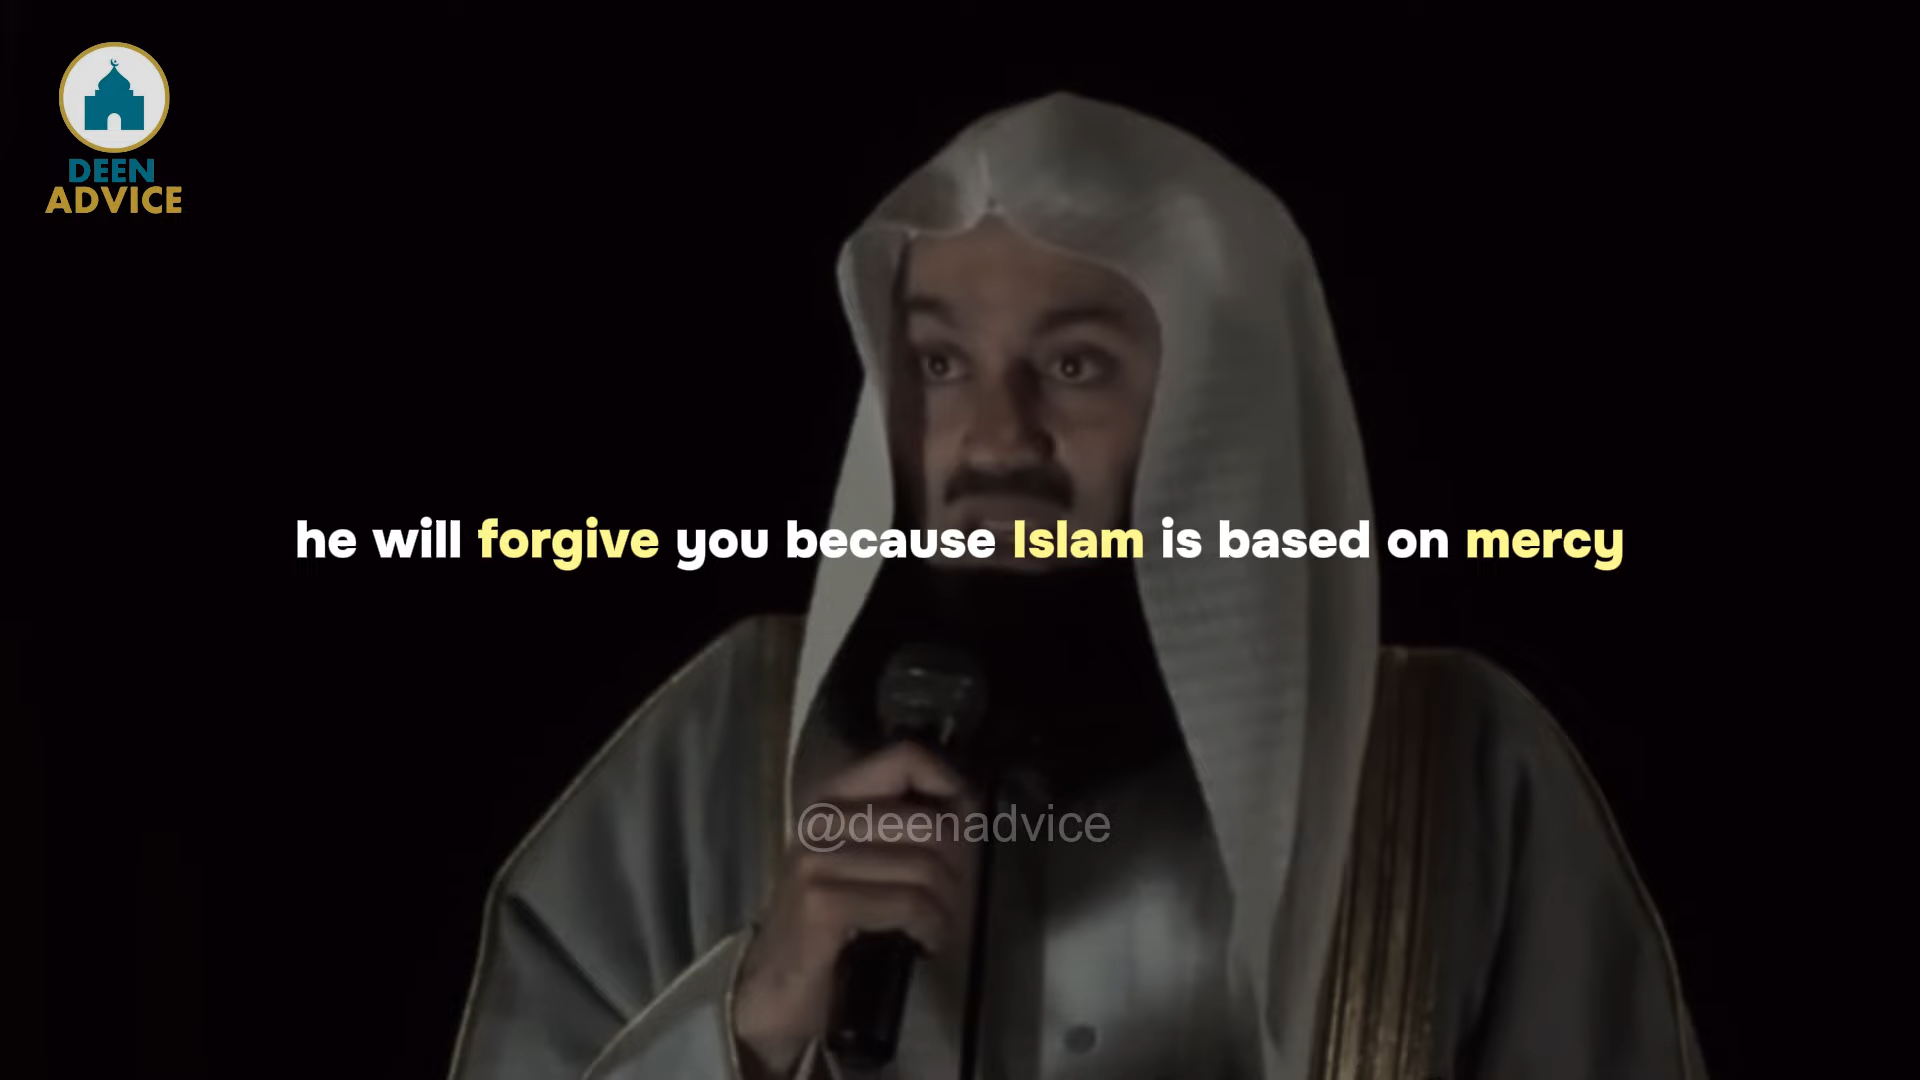 DEEN
ADVICE
he will forgive you because Islam is based on mercy
@deenadvice